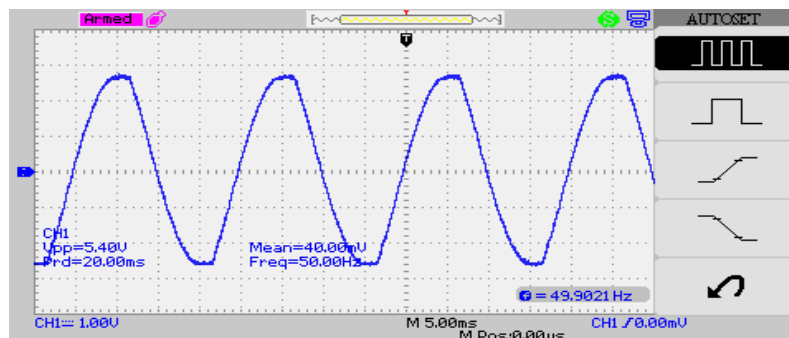 Armed
T
S
AUTOSET
CH1
Vpp=5.40V Mean=40.00mV
Prd=20.00ms Freq=50.00Hz
= 49.9021 Hz
CH1 1.00V M 5.00ms CH1 0.00mV
M Pos:0.00us